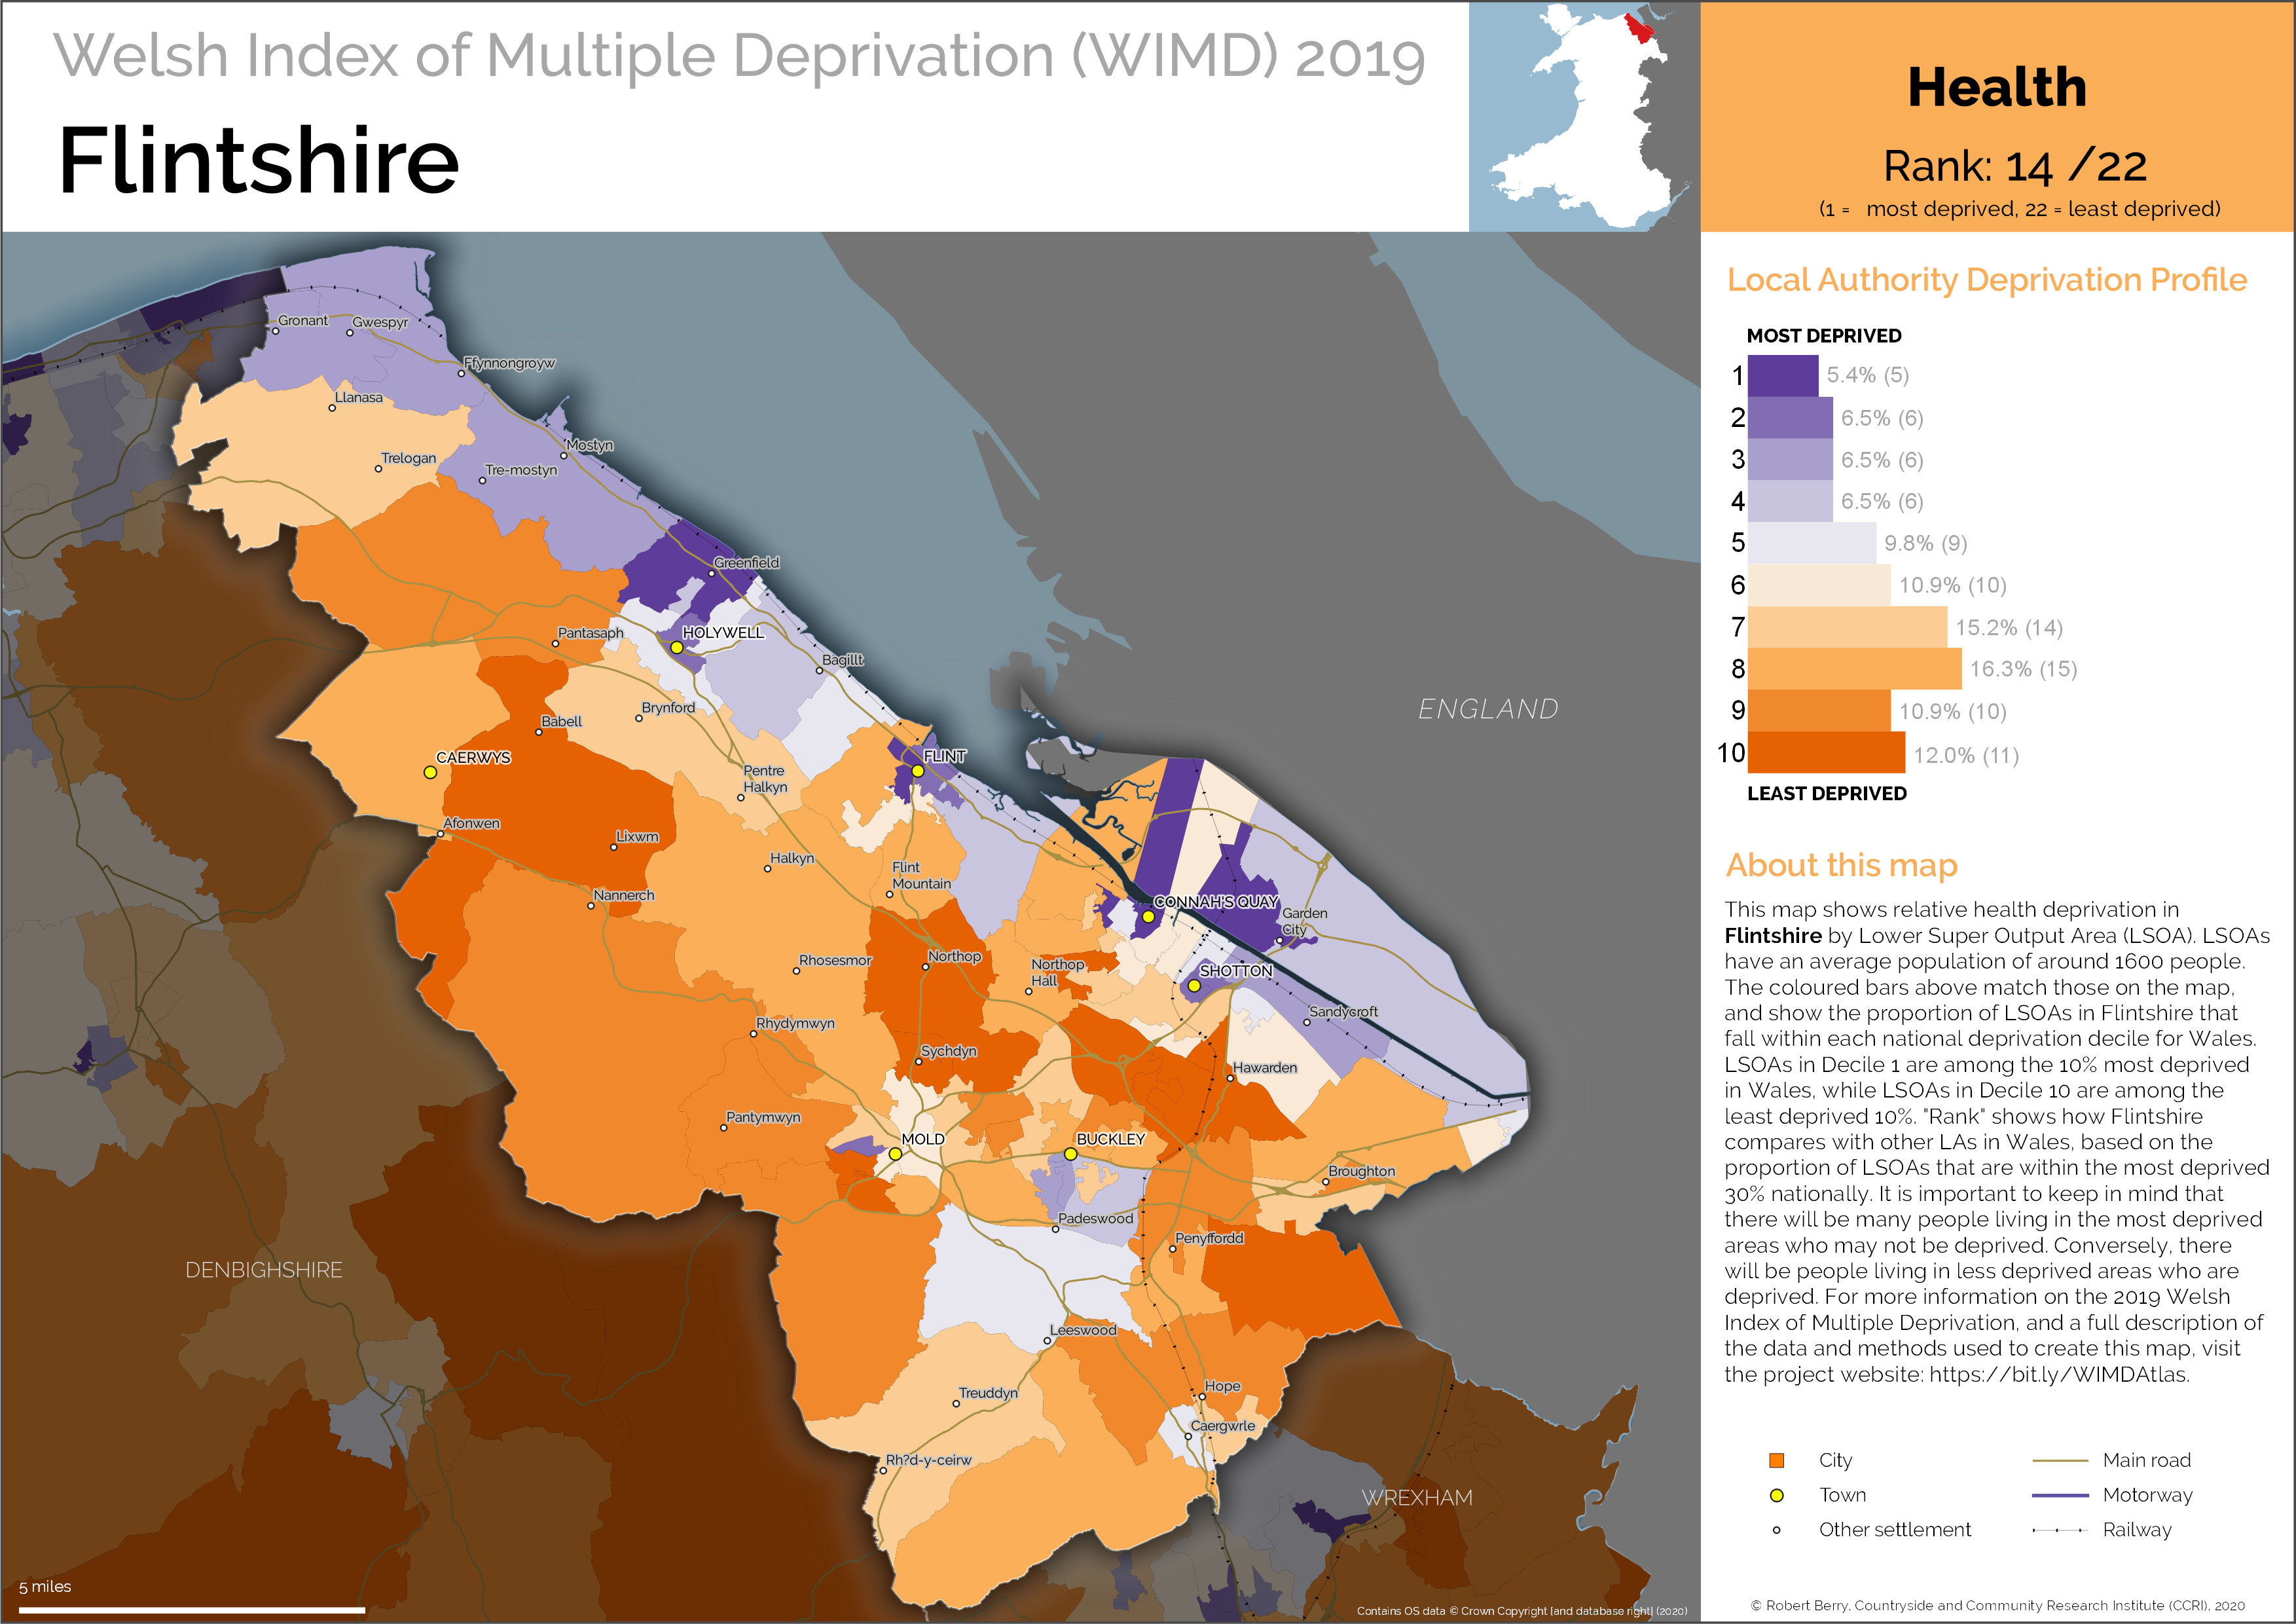 Welsh Index of Multiple Deprivation (WIMD) 2019
Flintshire
Health
Rank: 14 /22
(1 = most deprived, 22 = least deprived)
Local Authority Deprivation Profile
MOST DEPRIVED
1 5.4% (5)
2 6.5% (6)
3 6.5% (6)
4 6.5% (6)
5 9.8% (9)
6 10.9% (10)
7 15.2% (14)
8 16.3% (15)
9 10.9% (10)
10 12.0% (11)
LEAST DEPRIVED
About this map
This map shows relative health deprivation in
Flintshire by Lower Super Output Area (LSOA). LSOAs
have an average population of around 1600 people.
The coloured bars above match those on the map,
and show the proportion of LSOAs in Flintshire that
fall within each national deprivation decile for Wales.
LSOAs in Decile 1 are among the 10% most deprived
in Wales, while LSOAs in Decile 10 are among the
least deprived 10%. "Rank" shows how Flintshire
compares with other LAs in Wales, based on the
proportion of LSOAs that are within the most deprived
30% nationally. It is important to keep in mind that
there will be many people living in the most deprived
areas who may not be deprived. Conversely, there
will be people living in less deprived areas who are
deprived. For more information on the 2019 Welsh
Index of Multiple Deprivation, and a full description of
the data and methods used to create this map, visit
the project website: https://bit.ly/WIMDAtlas.
City
Town
Other settlement
Main road
Motorway
Railway
© Robert Berry, Countryside and Community Research Institute (CCRI), 2020
Gronant
Gwespyr
Ffynnongroyw
Llanasa
Mostyn
Trelogan
Tre-mostyn
Greenfield
Pantasaph
HOLYWELL
Bagillt
Brynford
ENGLAND
Babell
CAERWYS
FLINT
Pentre
Halkyn
Afonwen
Lixwm
Halkyn
Flint
Mountain
Nannerch
CONNAH'S QUAY
Garden
City
Rhosesmor
Northop
Northop
Hall
SHOTTON
Sandycroft
Rhydymwyn
Sychdyn
Hawarden
Pantymwyn
MOLD
BUCKLEY
Broughton
Padeswood
Penyffordd
DENBIGHSHIRE
Leeswood
Treuddyn
Hope
Caergwrle
Rh?d-y-ceirw
WREXHAM
5 miles
Contains OS data © Crown Copyright [and database right] (2020)